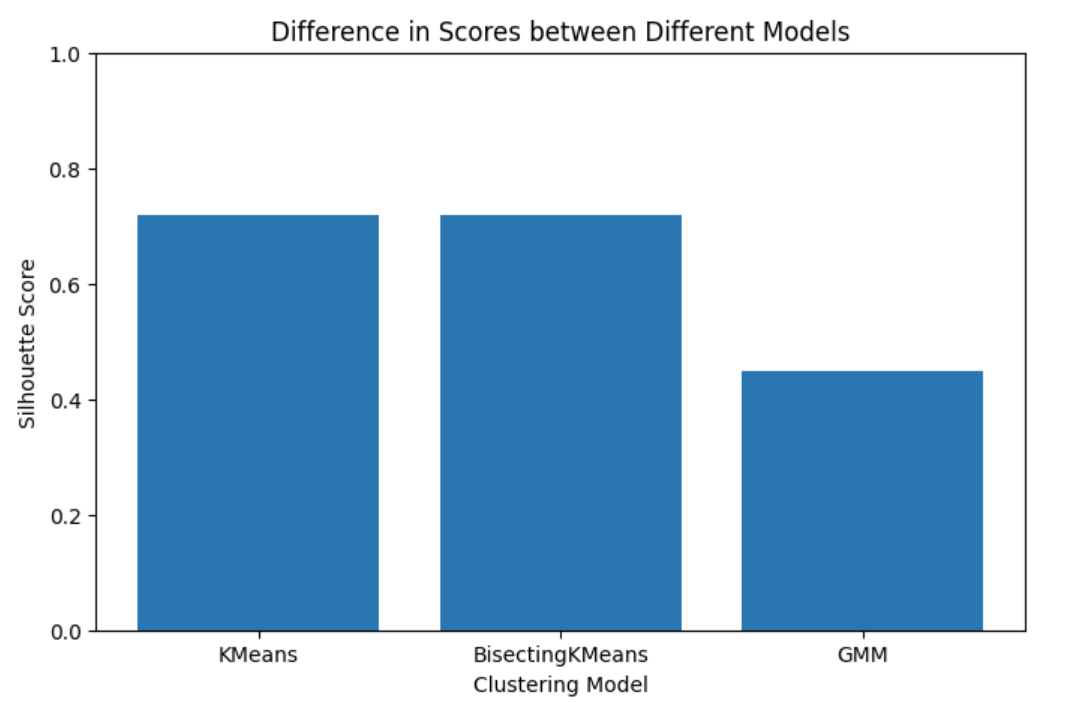 Difference in Scores between Different Models
1.0
0.8
0.6
0.4
0.2
0.0
Silhouette Score
KMeans
BisectingKMeans
GMM
Clustering Model